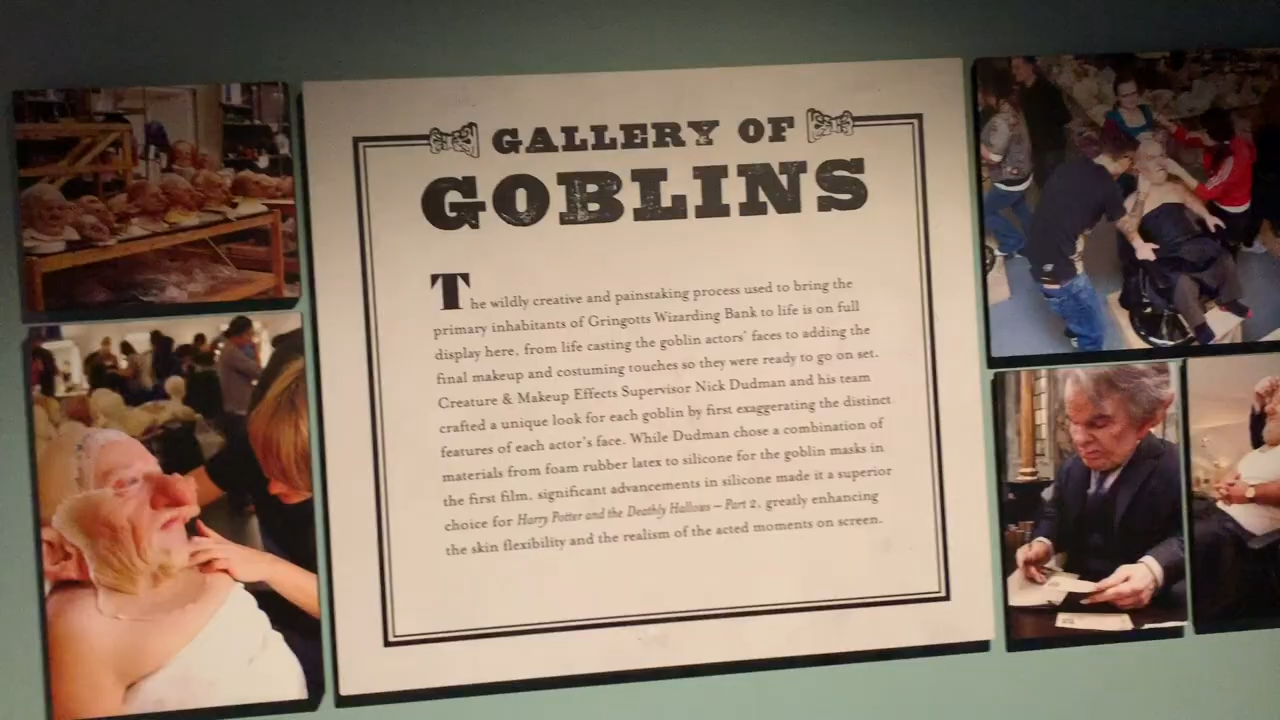 GALLERY OF
GOBLINS
The wildly creative and painstaking process used to bring the
primary inhabitants of Gringotts Wizarding Bank to life is on full
display here, from life casting the goblin actors' faces to adding the
final makeup and costuming touches so they were ready to go on set.
Creature & Makeup Effects Supervisor Nick Dudman and his team
crafted a unique look for each goblin by first exaggerating the distinct
features of each actor's face. While Dudman chose a combination of
materials from foam rubber latex to silicone for the goblin masks in
the first film, significant advancements in silicone made it a superior
choice for Harry Potter and the Deathly Hallows – Part 2, greatly enhancing
the skin flexibility and the realism of the acted moments on screen.